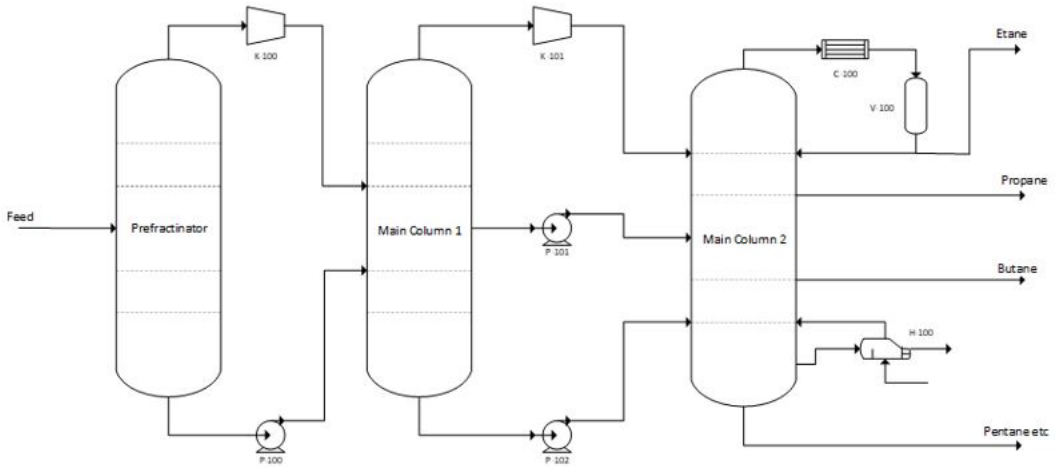 K-100
K-101
Etane
C-100
V-100
Propane
Feed
Prefractinator
Main Column 1
P-101
Main Column 2
Butane
H-100
P-100
P-102
Pentane etc